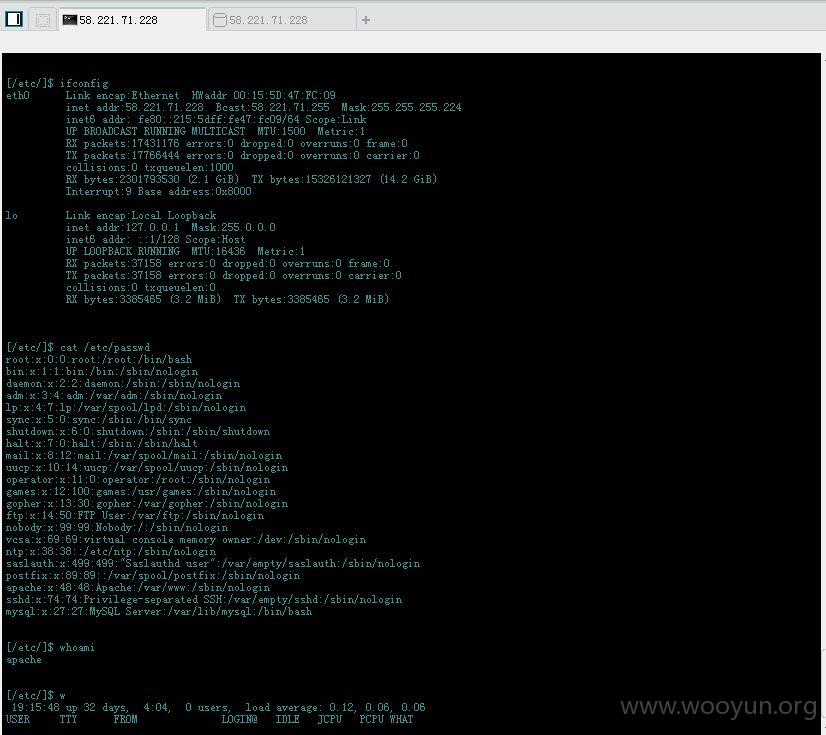 58.221.71.228 58.221.71.228 +
[/etc/]$ ifconfig
eth0 Link encap:Ethernet HWaddr 00:15:5D:47:FC:09
inet addr:58.221.71.228 Bcast:58.221.71.255 Mask:255.255.255.224
inet6 addr: fe80::215:5dff:fe47:fc09/64 Scope:Link
UP BROADCAST RUNNING MULTICAST MTU:1500 Metric:1
RX packets:17431176 errors:0 dropped:0 overruns:0 frame:0
TX packets:17766444 errors:0 dropped:0 overruns:0 carrier:0
collisions:0 txqueuelen:1000
RX bytes:2301793530 (2.1 GiB) TX bytes:15326121327 (14.2 GiB)
Interrupt:9 Base address:0x8000
lo Link encap:Local Loopback
inet addr:127.0.0.1 Mask:255.0.0.0
inet6 addr: ::1/128 Scope:Host
UP LOOPBACK RUNNING MTU:16436 Metric:1
RX packets:37158 errors:0 dropped:0 overruns:0 frame:0
TX packets:37158 errors:0 dropped:0 overruns:0 carrier:0
collisions:0 txqueuelen:0
RX bytes:3385465 (3.2 MiB) TX bytes:3385465 (3.2 MiB)
[/etc/]$ cat /etc/passwd
root:x:0:0:root:/root:/bin/bash
bin:x:1:1:bin:/bin:/sbin/nologin
daemon:x:2:2:daemon:/sbin:/sbin/nologin
adm:x:3:4:adm:/var/adm:/sbin/nologin
lp:x:4:7:lp:/var/spool/lpd:/sbin/nologin
sync:x:5:0:sync:/sbin:/bin/sync
shutdown:x:6:0:shutdown:/sbin:/sbin/shutdown
halt:x:7:0:halt:/sbin:/sbin/halt
mail:x:8:12:mail:/var/spool/mail:/sbin/nologin
uucp:x:10:14:uucp:/var/spool/uucp:/sbin/nologin
operator:x:11:0:operator:/root:/sbin/nologin
games:x:12:100:games:/usr/games:/sbin/nologin
gopher:x:13:30:gopher:/var/gopher:/sbin/nologin
ftp:x:14:50:FTP User:/var/ftp:/sbin/nologin
nobody:x:99:99:Nobody:/:/sbin/nologin
vcsa:x:69:69:virtual console memory owner:/dev:/sbin/nologin
ntp:x:38:38::/etc/ntp:/sbin/nologin
saslauth:x:499:499:"Saslauthd user":/var/empty/saslauth:/sbin/nologin
postfix:x:89:89::/var/spool/postfix:/sbin/nologin
apache:x:48:48:Apache:/var/www:/sbin/nologin
sshd:x:74:74:Privilege-separated SSH:/var/empty/sshd:/sbin/nologin
mysql:x:27:27:MySQL Server:/var/lib/mysql:/bin/bash
[/etc/]$ whoami
apache
[/etc/]$ w
19:15:48 up 32 days, 4:04, 0 users, load average: 0.12, 0.06, 0.06
USER TTY FROM LOGIN@ IDLE JCPU PCPU WHAT
www.wooyun.org